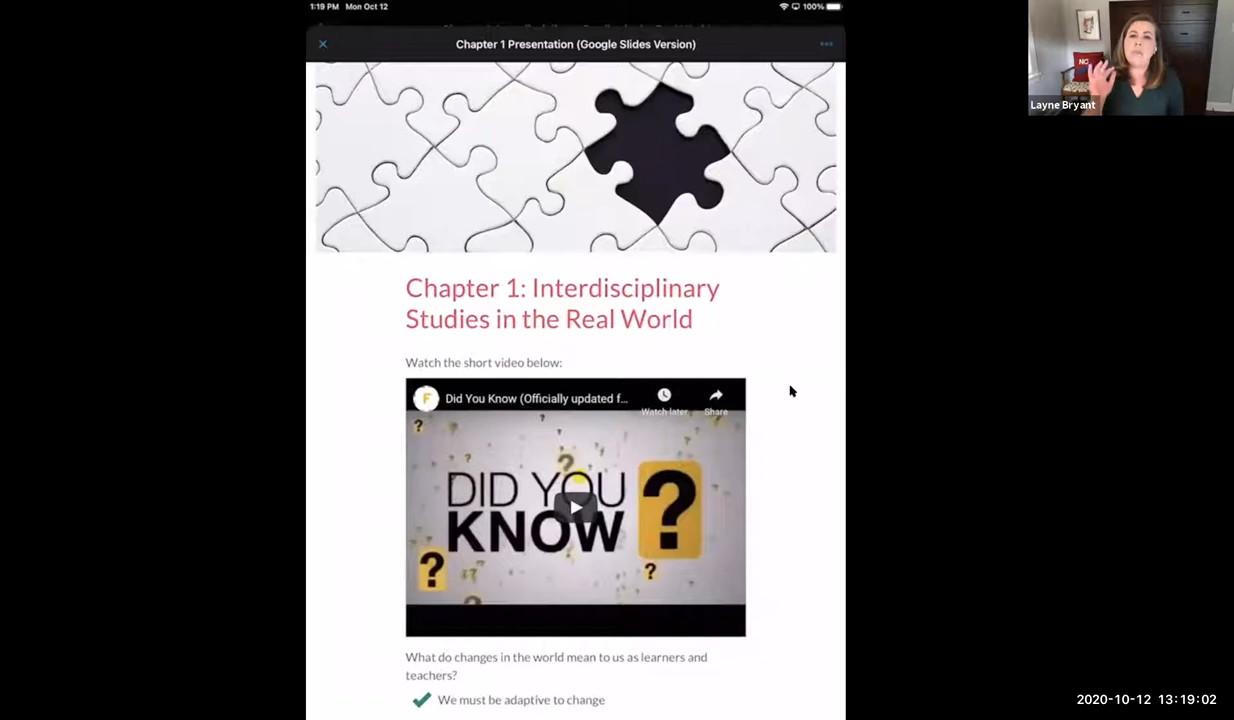 1:19 PM Mon Oct 12
100%
Chapter 1 Presentation (Google Slides Version)
NO
Layne Bryant
Chapter 1: Interdisciplinary
Studies in the Real World
Watch the short video below:
F
Did You Know (Officially updated f...
Watch later
Share
DID YOU
KNOW
?
What do changes in the world mean to us as learners and
teachers?
We must be adaptive to change
2020-10-12 13:19:02